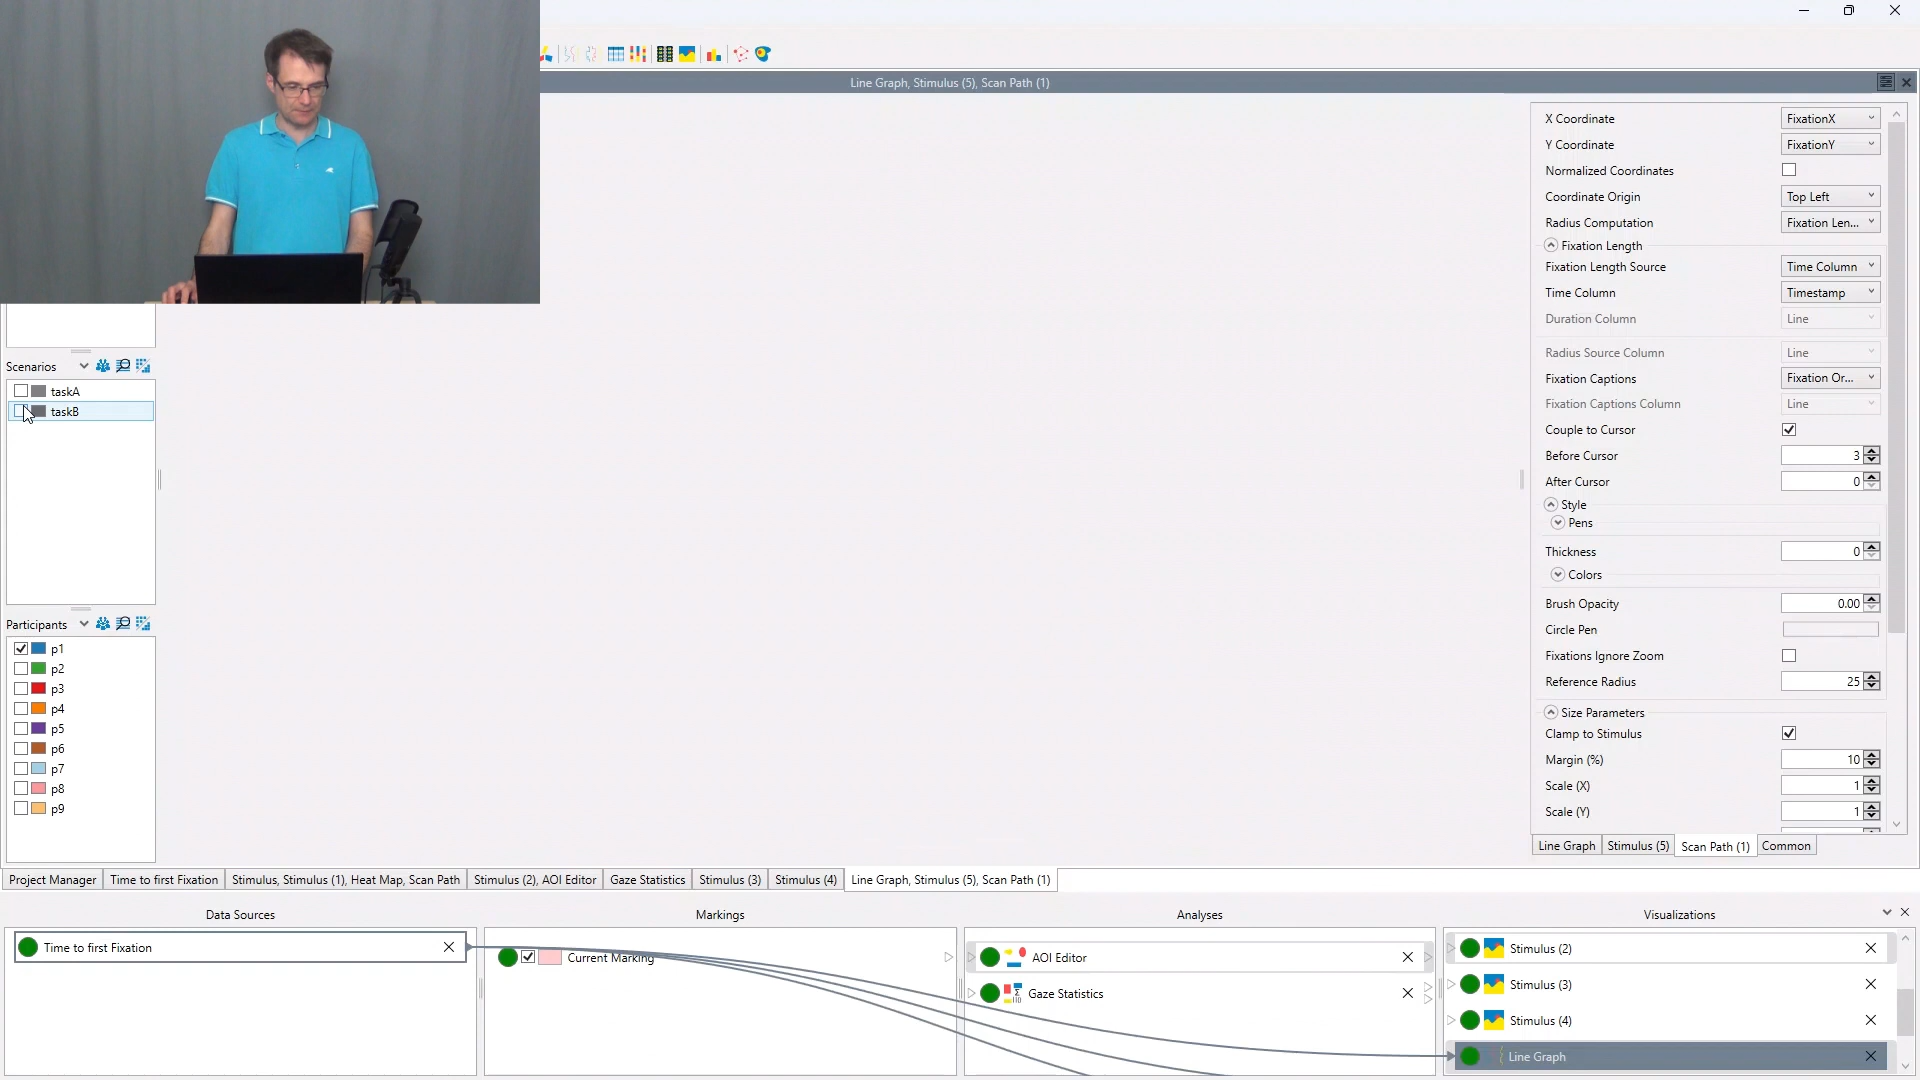 Line Graph, Stimulus (5), Scan Path (1)
X Coordinate FixationX
Y Coordinate FixationY
Normalized Coordinates
Coordinate Origin Top Left
Radius Computation Fixation Len...
Fixation Length
Fixation Length Source Time Column
Time Column Timestamp
Duration Column Line
Radius Source Column Line
Fixation Captions Fixation Or...
Fixation Captions Column Line
Couple to Cursor
Before Cursor 3
After Cursor 0
Style
Pens
Thickness 0
Colors
Brush Opacity 0.00
Circle Pen
Fixations Ignore Zoom
Reference Radius 25
Size Parameters
Clamp to Stimulus
Margin (%) 10
Scale (X) 1
Scale (Y) 1
Line Graph Stimulus (5) Scan Path (1) Common
Scenarios
taskA
taskB
Participants
p1
p2
p3
p4
p5
p6
p7
p8
p9
Project Manager Time to first Fixation Stimulus, Stimulus (1), Heat Map, Scan Path Stimulus (2), AOI Editor Gaze Statistics Stimulus (3) Stimulus (4) Line Graph, Stimulus (5), Scan Path (1)
Data Sources Markings Analyses Visualizations
Time to first Fixation
Current Marking
AOI Editor
Gaze Statistics
Stimulus (2)
Stimulus (3)
Stimulus (4)
Line Graph